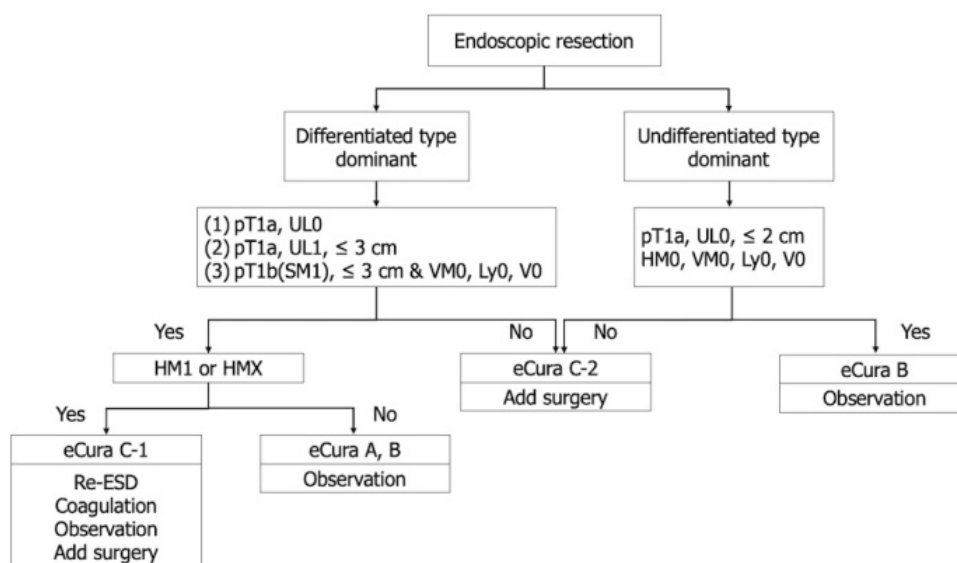 Endoscopic resection
Differentiated type
dominant
Undifferentiated type
dominant
(1) pT1a, UL0
(2) pT1a, UL1, ≤ 3 cm
(3) pT1b(SM1), ≤ 3 cm & VM0, Ly0, V0
pT1a, UL0, ≤ 2 cm
HM0, VM0, Ly0, V0
Yes
No
No
Yes
HM1 or HMX
eCura C-2
Add surgery
eCura B
Observation
Yes
No
eCura C-1
Re-ESD
Coagulation
Observation
Add surgery
eCura A, B
Observation